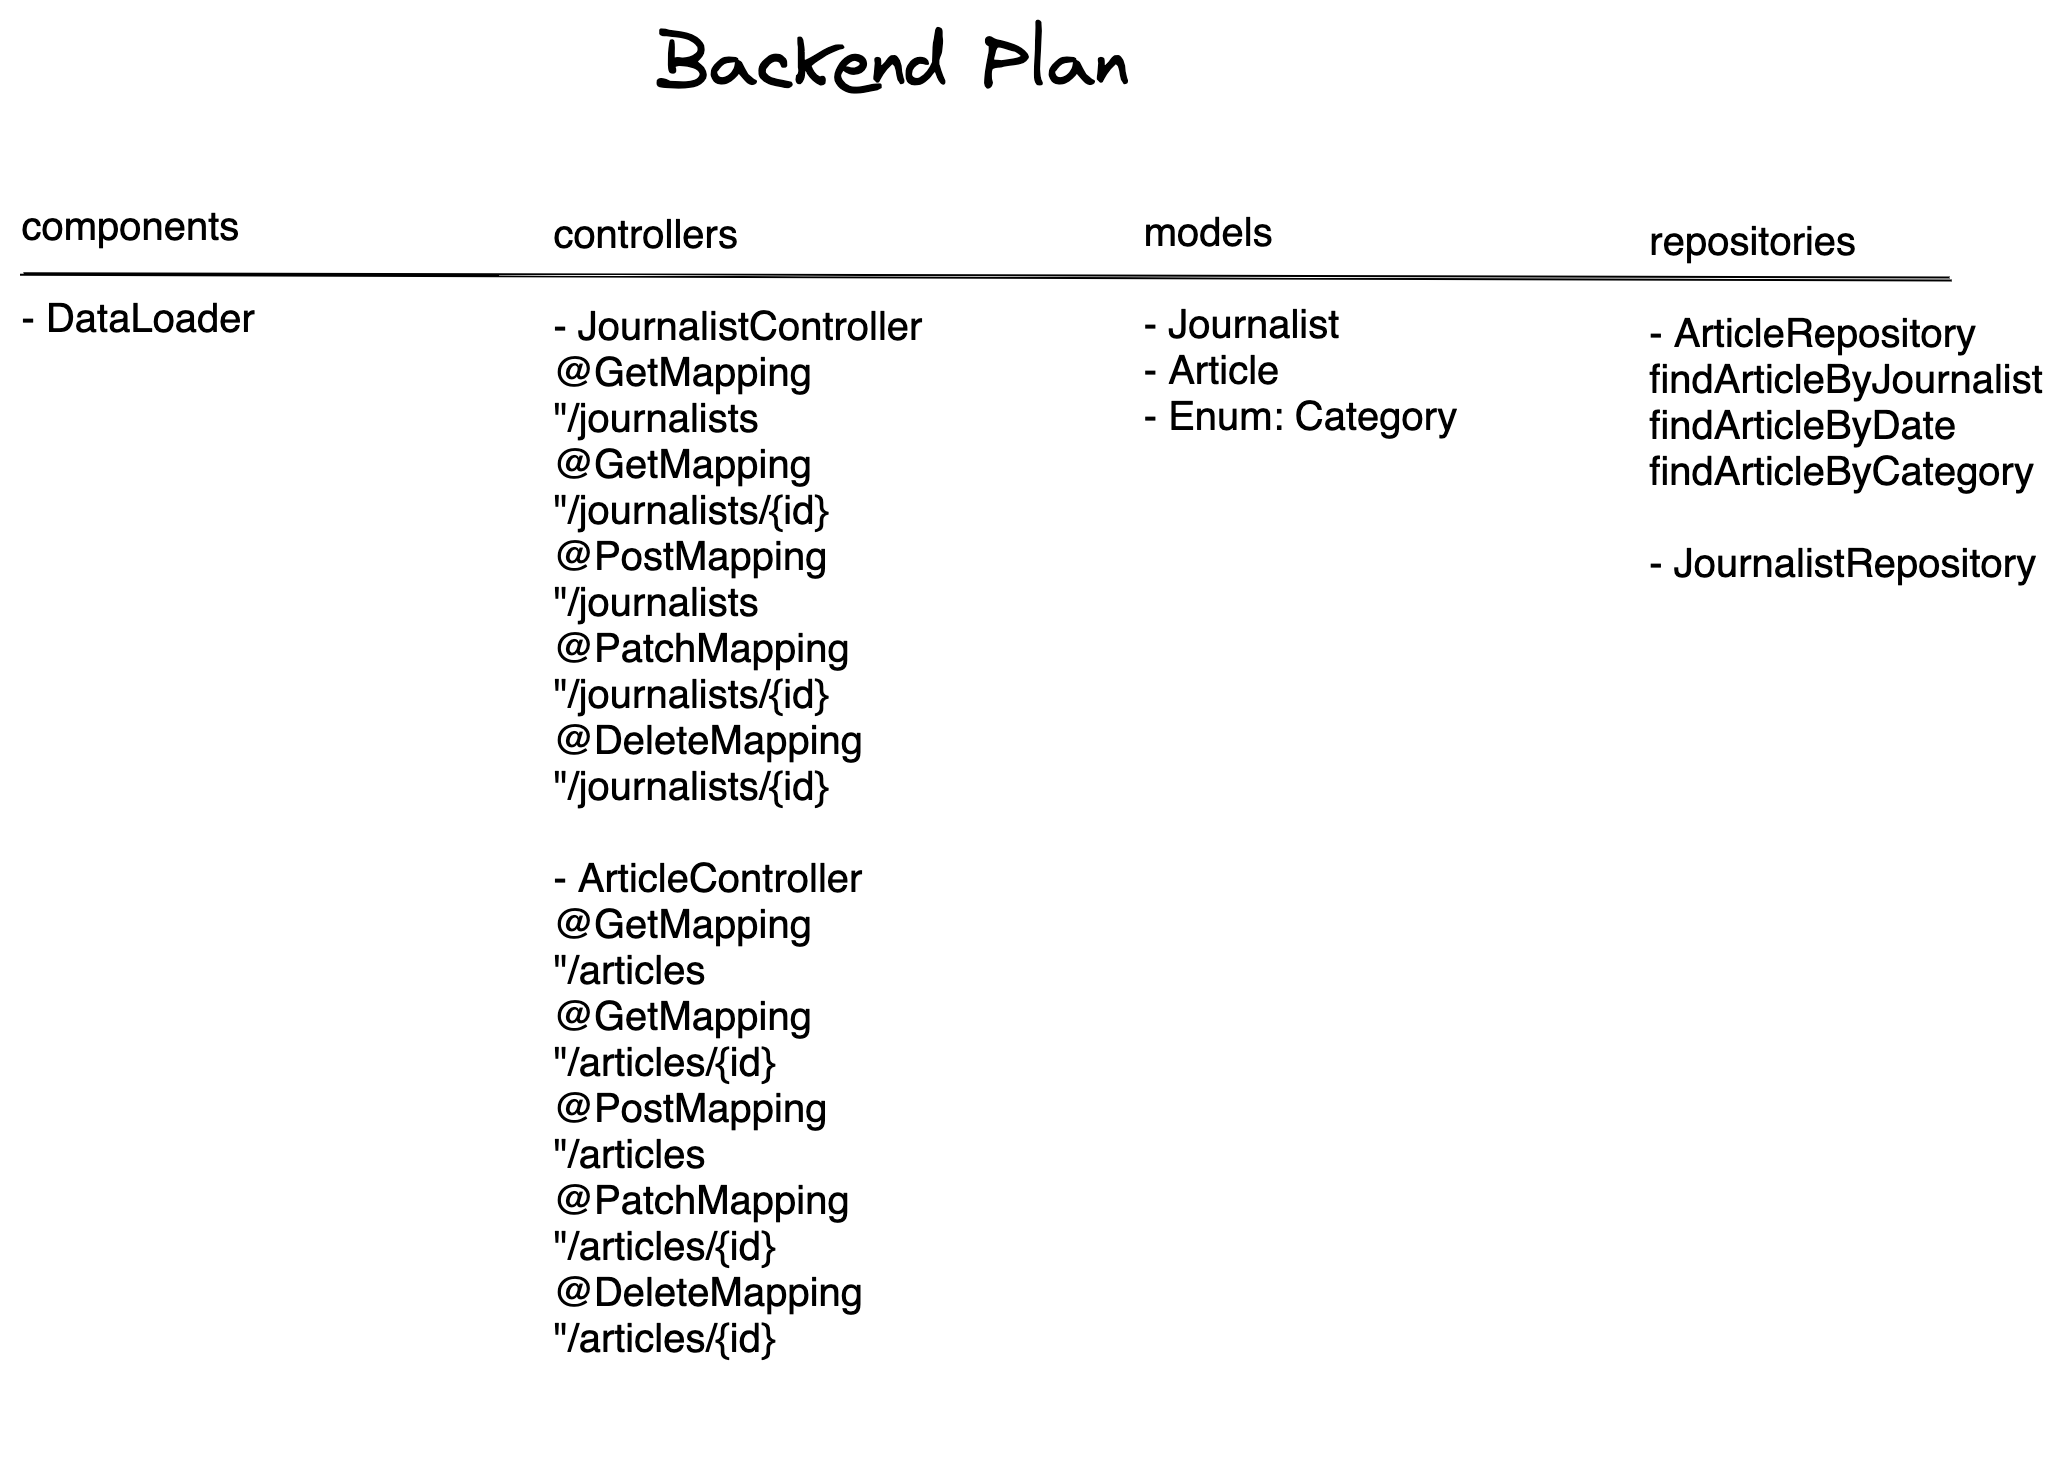 Backend Plan
components
- DataLoader
controllers
- JournalistController
@GetMapping
"/journalists
@GetMapping
"/journalists/{id}
@PostMapping
"/journalists
@PatchMapping
"/journalists/{id}
@DeleteMapping
"/journalists/{id}
- ArticleController
@GetMapping
"/articles
@GetMapping
"/articles/{id}
@PostMapping
"/articles
@PatchMapping
"/articles/{id}
@DeleteMapping
"/articles/{id}
models
- Journalist
- Article
- Enum: Category
repositories
- ArticleRepository
findArticleByJournalist
findArticleByDate
findArticleByCategory
- JournalistRepository